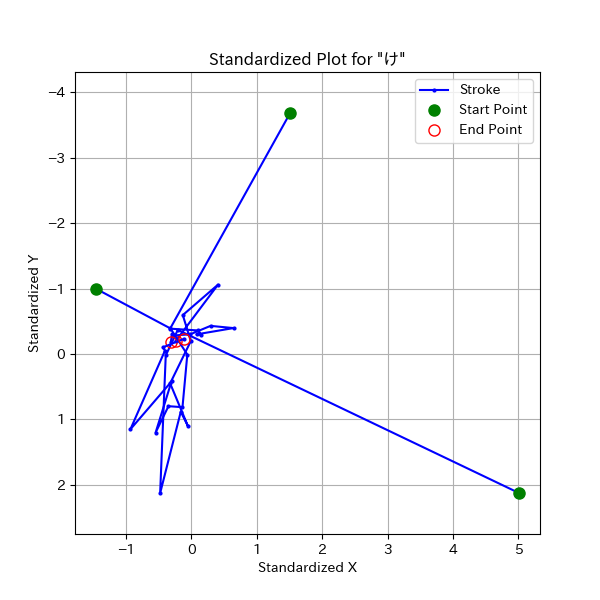 Standardized Plot for "け"
Stroke
Start Point
End Point
−4
−3
−2
−1
0
1
2
Standardized Y
−1 0 1 2 3 4 5
Standardized X